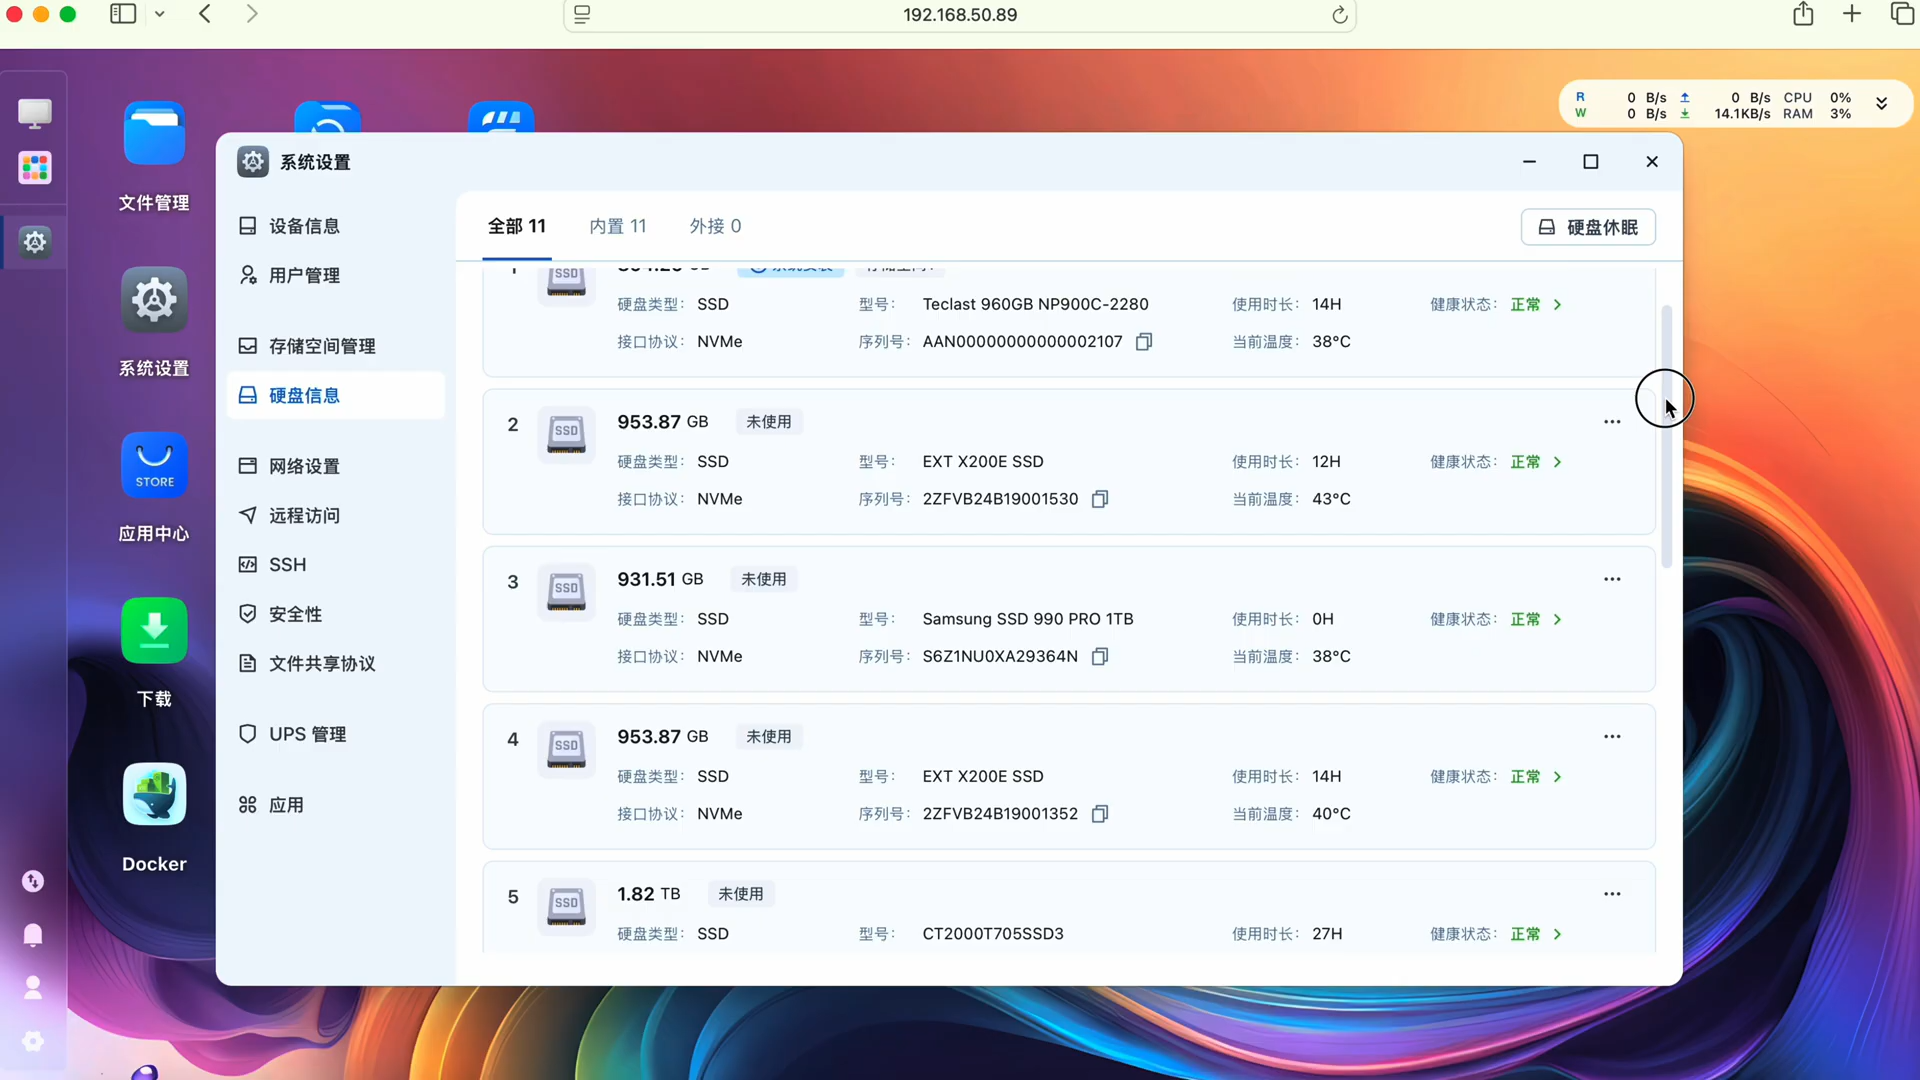 192.168.50.89
R 0 B/s 0 B/s CPU 0%
W 0 B/s 14.1KB/s RAM 3%
文件管理
系统设置
STORE
应用中心
下载
Docker
系统设置
设备信息
用户管理
存储空间管理
硬盘信息
网络设置
远程访问
SSH
安全性
文件共享协议
UPS 管理
应用
全部 11 内置 11 外接 0
硬盘休眠
SSD
硬盘类型: SSD 型号: Teclast 960GB NP900C-2280 使用时长: 14H 健康状态: 正常
接口协议: NVMe 序列号: AAN00000000000002107 当前温度: 38°C
2 SSD 953.87 GB 未使用
硬盘类型: SSD 型号: EXT X200E SSD 使用时长: 12H 健康状态: 正常
接口协议: NVMe 序列号: 2ZFVB24B19001530 当前温度: 43°C
3 SSD 931.51 GB 未使用
硬盘类型: SSD 型号: Samsung SSD 990 PRO 1TB 使用时长: 0H 健康状态: 正常
接口协议: NVMe 序列号: S6Z1NU0XA29364N 当前温度: 38°C
4 SSD 953.87 GB 未使用
硬盘类型: SSD 型号: EXT X200E SSD 使用时长: 14H 健康状态: 正常
接口协议: NVMe 序列号: 2ZFVB24B19001352 当前温度: 40°C
5 SSD 1.82 TB 未使用
硬盘类型: SSD 型号: CT2000T705SSD3 使用时长: 27H 健康状态: 正常